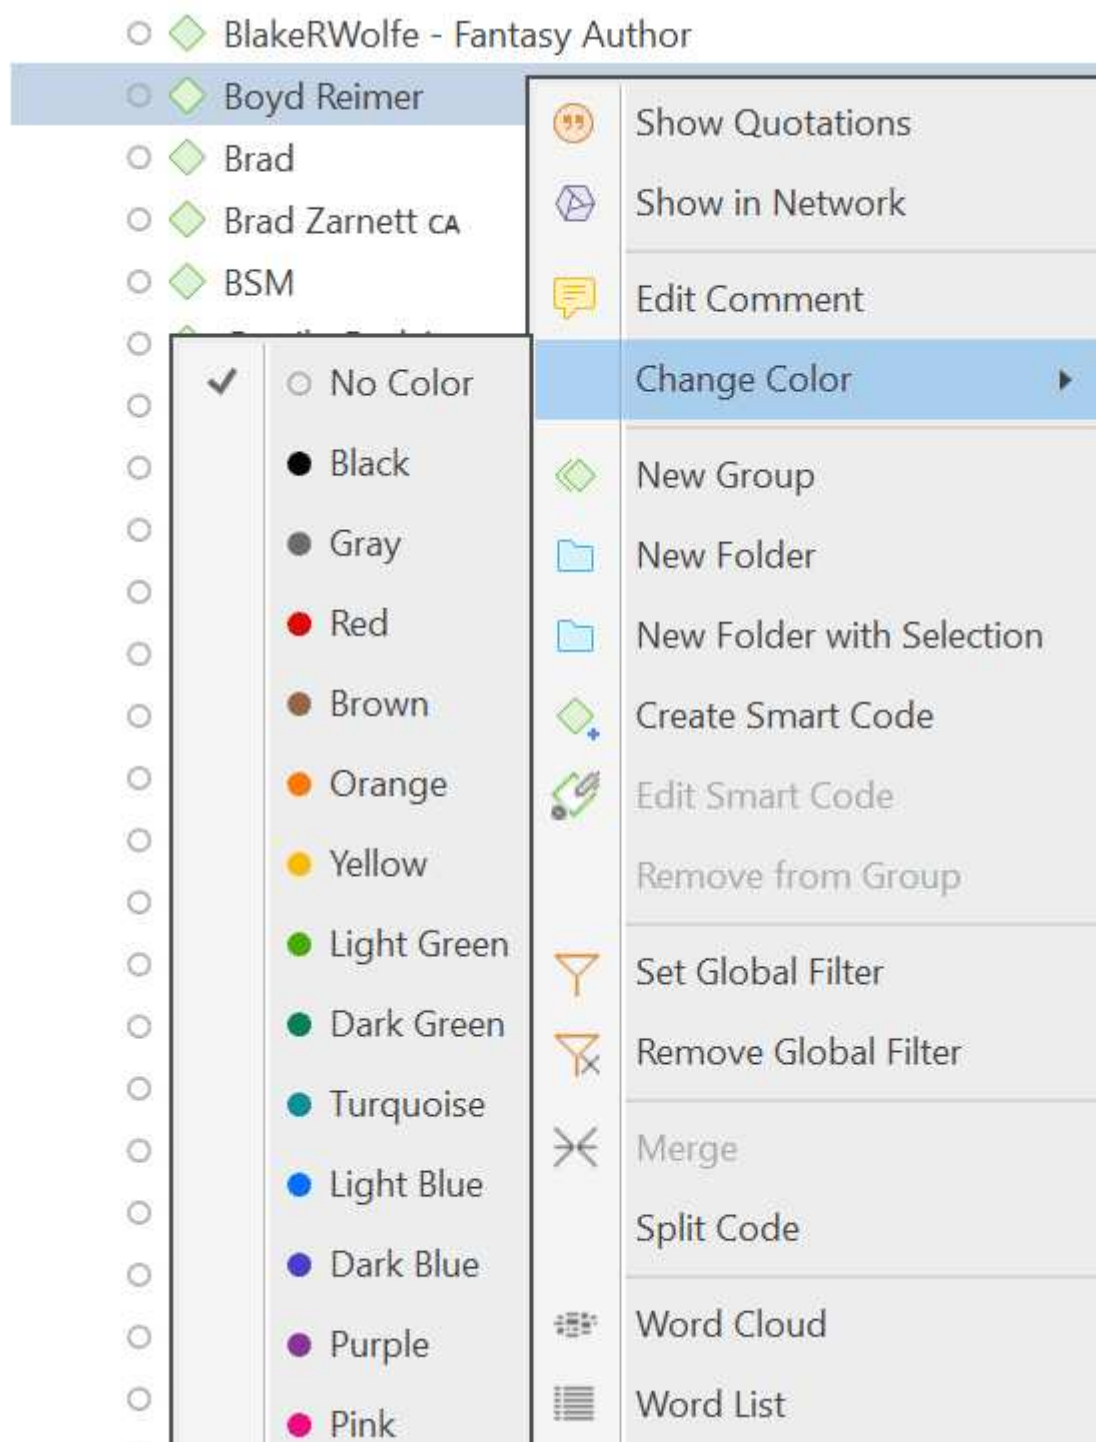 BlakeRWolfe - Fantasy Author
Boyd Reimer
Brad
Brad Zarnett ᴄᴀ
BSM
Show Quotations
Show in Network
Edit Comment
Change Color
New Group
New Folder
New Folder with Selection
Create Smart Code
Edit Smart Code
Remove from Group
Set Global Filter
Remove Global Filter
Merge
Split Code
Word Cloud
Word List
No Color
Black
Gray
Red
Brown
Orange
Yellow
Light Green
Dark Green
Turquoise
Light Blue
Dark Blue
Purple
Pink